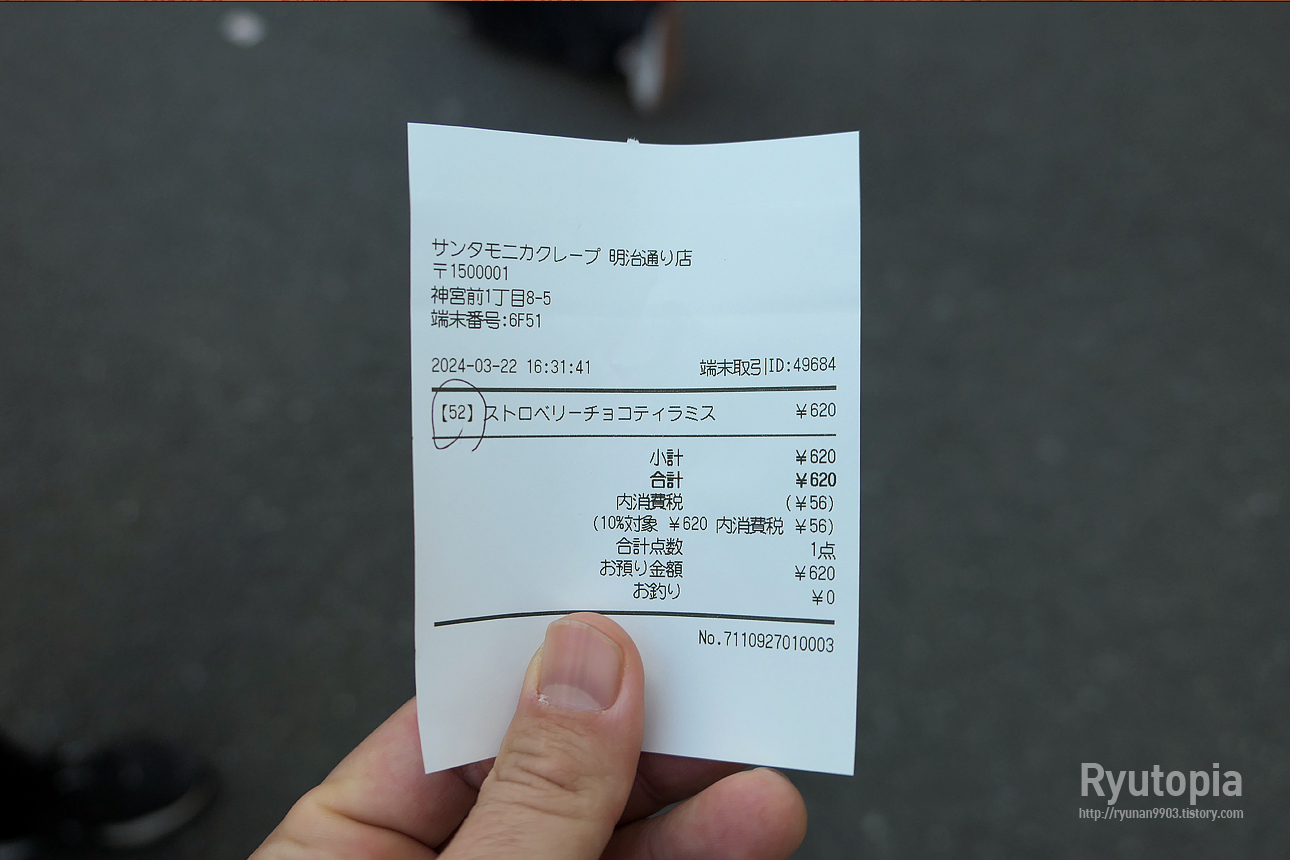 サンタモニカクレープ 明治通り店
〒1500001
神宮前1丁目8-5
端末番号:6F51
2024-03-22 16:31:41 端末取引ID:49684
【52】ストロベリーチョコティラミス ¥620
小計 ¥620
合計 ¥620
内消費税 (¥56)
(10%対象 ¥620 内消費税 ¥56)
合計点数 1点
お預り金額 ¥620
お釣り ¥0
No.7110927010003
Ryutopia
http://ryunan9903.tistory.com